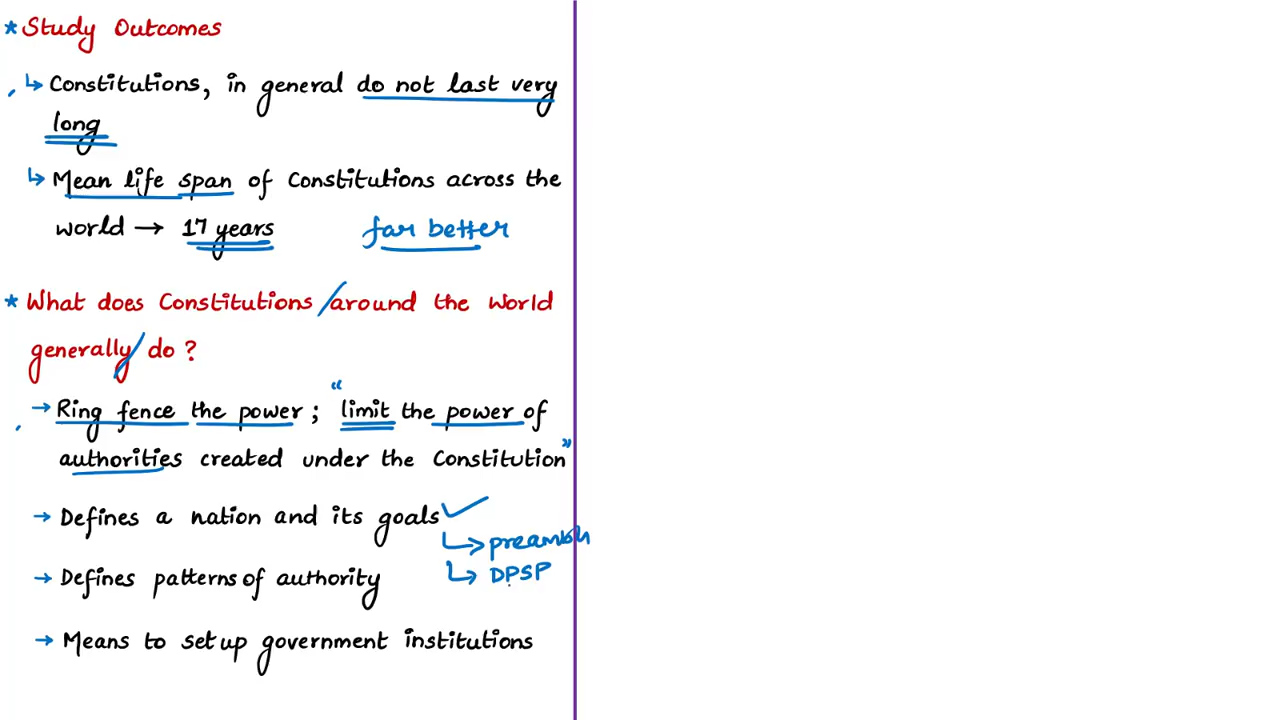 * Study Outcomes
↳ Constitutions, in general do not last very
long
↳ Mean life span of Constitutions across the
world → 17 years far better
* What does Constitutions / around the world
generally / do ?
→ Ring fence the power ; "limit the power of
authorities created under the Constitution"
→ Defines a nation and its goals ✓
↳ preamble
→ Defines patterns of authority ↳ DPSP
→ Means to set up government institutions